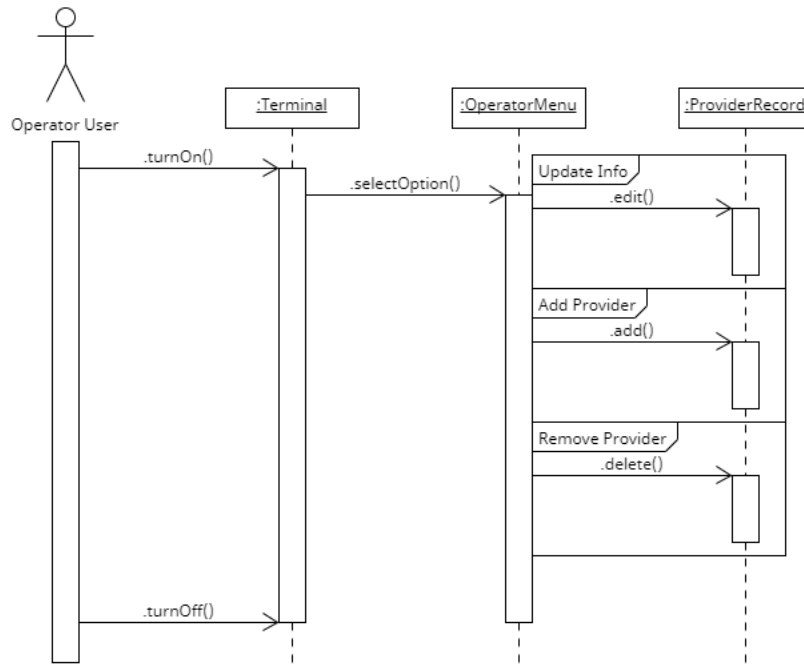 Operator User
:Terminal
:OperatorMenu
:ProviderRecord
.turnOn()
.selectOption()
Update Info
.edit()
Add Provider
.add()
Remove Provider
.delete()
.turnOff()